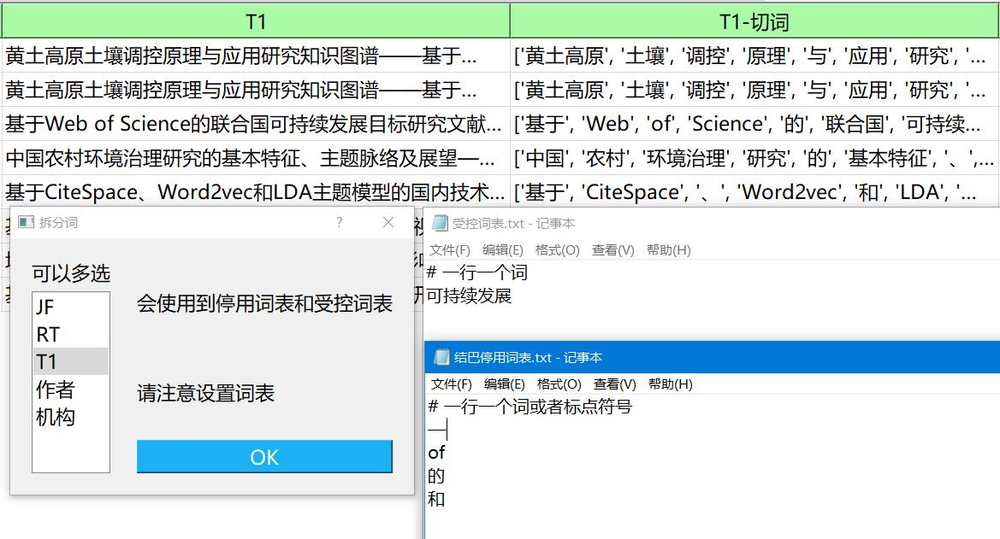 T1
T1-切词
黄土高原土壤调控原理与应用研究知识图谱——基于...
['黄土高原', '土壤', '调控', '原理', '与', '应用', '研究', '...
黄土高原土壤调控原理与应用研究知识图谱——基于...
['黄土高原', '土壤', '调控', '原理', '与', '应用', '研究', '...
基于Web of Science的联合国可持续发展目标研究文献...
['基于', 'Web', 'of', 'Science', '的', '联合国', '可持续...
中国农村环境治理研究的基本特征、主题脉络及展望—...
['中国', '农村', '环境治理', '研究', '的', '基本特征', '、',...
基于CiteSpace、Word2vec和LDA主题模型的国内技术...
['基于', 'CiteSpace', '、', 'Word2vec', '和', 'LDA', '...
拆分词
可以多选
JF
RT
T1
作者
机构
会使用到停用词表和受控词表
请注意设置词表
OK
受控词表.txt - 记事本
文件(F) 编辑(E) 格式(O) 查看(V) 帮助(H)
# 一行一个词
可持续发展
结巴停用词表.txt - 记事本
文件(F) 编辑(E) 格式(O) 查看(V) 帮助(H)
# 一行一个词或者标点符号
—
of
的
和